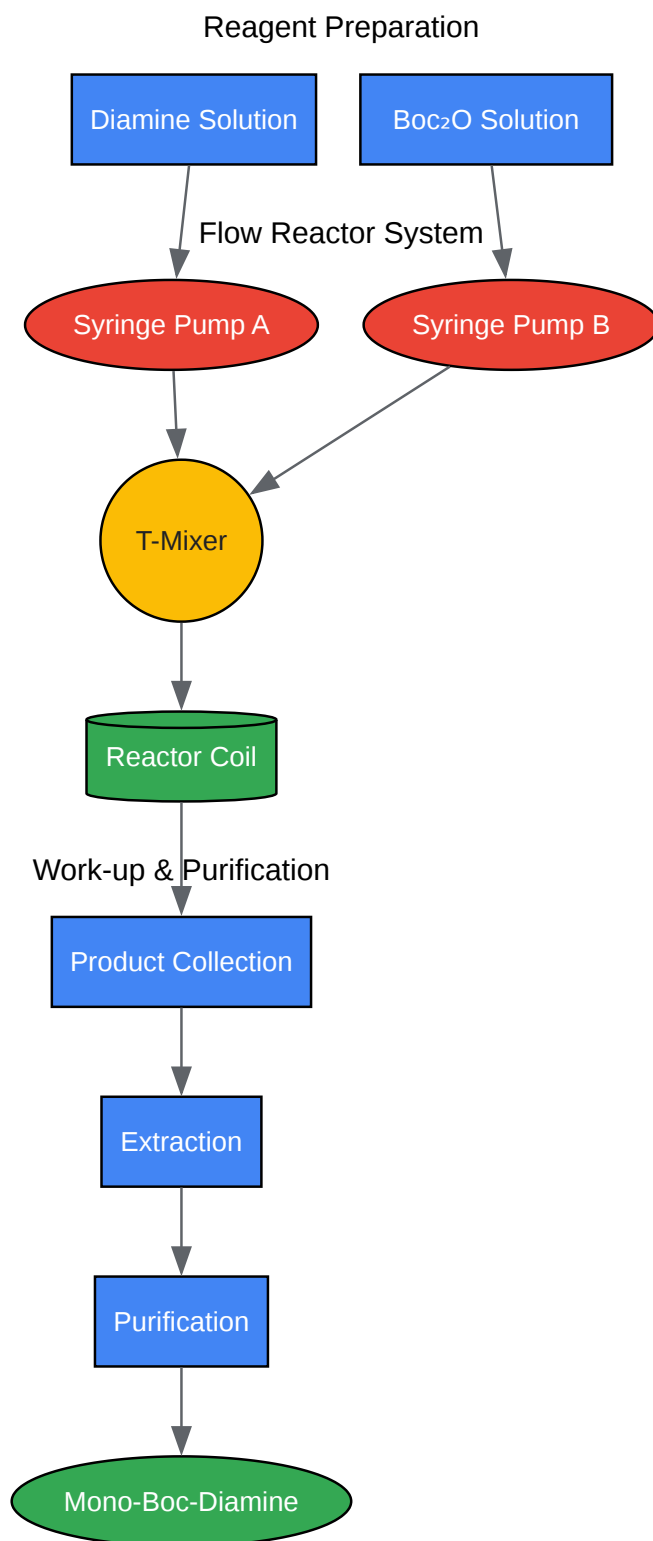 Reagent Preparation
Diamine Solution
Boc₂O Solution
Flow Reactor System
Syringe Pump A
Syringe Pump B
T-Mixer
Reactor Coil
Work-up & Purification
Product Collection
Extraction
Purification
Mono-Boc-Diamine